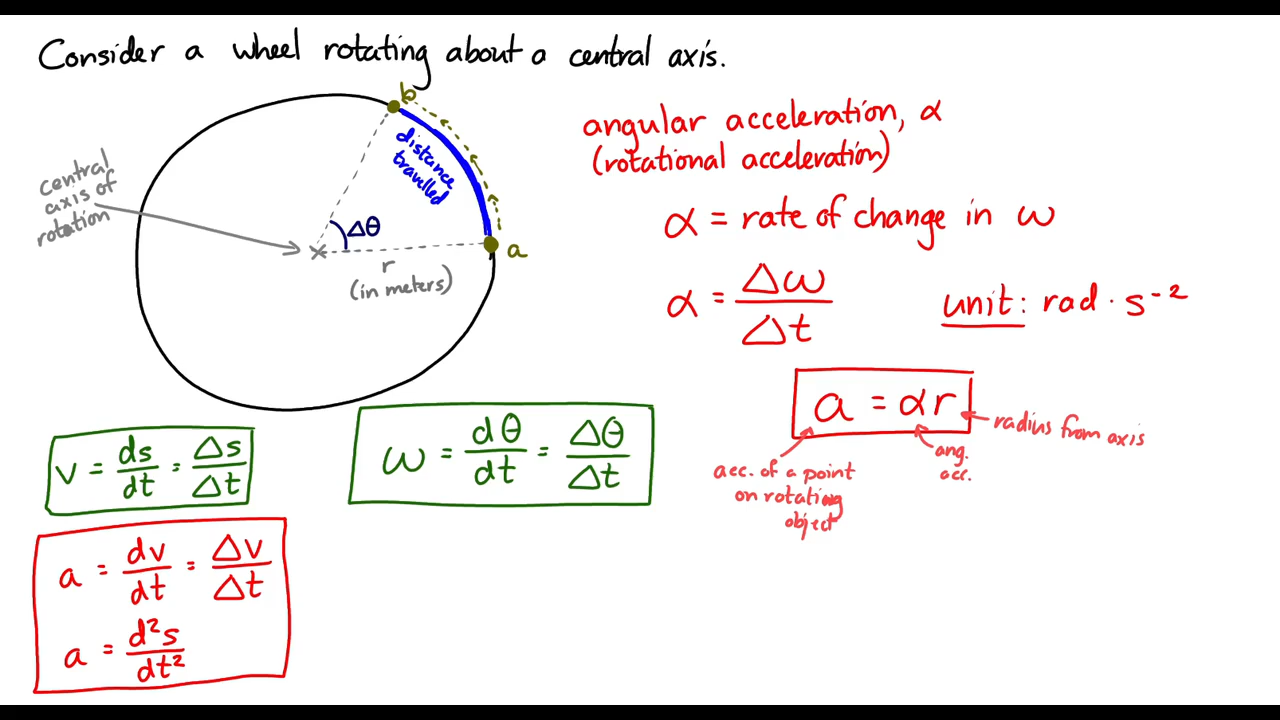 Consider a wheel rotating about a central axis.
b
distance
travelled
central
axis of
rotation
Δθ
a
r
(in meters)
angular acceleration, α
(rotational acceleration)
α = rate of change in ω
α = Δω/Δt
unit: rad · s⁻²
a = αr
radius from axis
ang.
acc.
acc. of a point
on rotating
object
v = ds/dt = Δs/Δt
ω = dθ/dt = Δθ/Δt
a = dv/dt = Δv/Δt
a = d²s/dt²